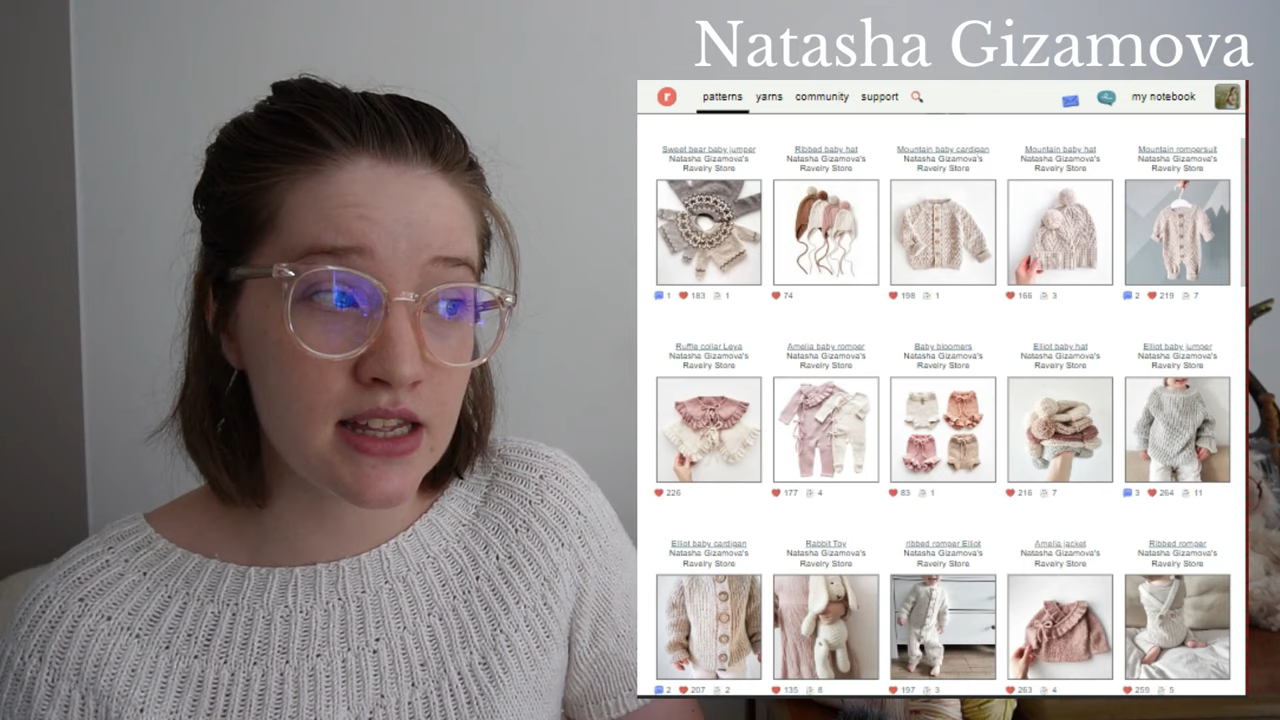 Natasha Gizamova
r patterns yarns community support my notebook
Sweet bear baby jumper Ribbed baby hat Mountain baby cardigan Mountain baby hat Mountain rompersuit
Natasha Gizamova's Natasha Gizamova's Natasha Gizamova's Natasha Gizamova's Natasha Gizamova's
Ravelry Store Ravelry Store Ravelry Store Ravelry Store Ravelry Store
1 183 1 74 198 1 166 3 2 219 7
Ruffle collar Leya Amelia baby romper Baby bloomers Elliot baby hat Elliot baby jumper
Natasha Gizamova's Natasha Gizamova's Natasha Gizamova's Natasha Gizamova's Natasha Gizamova's
Ravelry Store Ravelry Store Ravelry Store Ravelry Store Ravelry Store
226 177 4 83 1 216 7 3 264 11
Elliot baby cardigan Rabbit Toy ribbed romper Elliot Amelia jacket Ribbed romper
Natasha Gizamova's Natasha Gizamova's Natasha Gizamova's Natasha Gizamova's Natasha Gizamova's
Ravelry Store Ravelry Store Ravelry Store Ravelry Store Ravelry Store
2 207 2 135 8 197 3 263 4 259 5